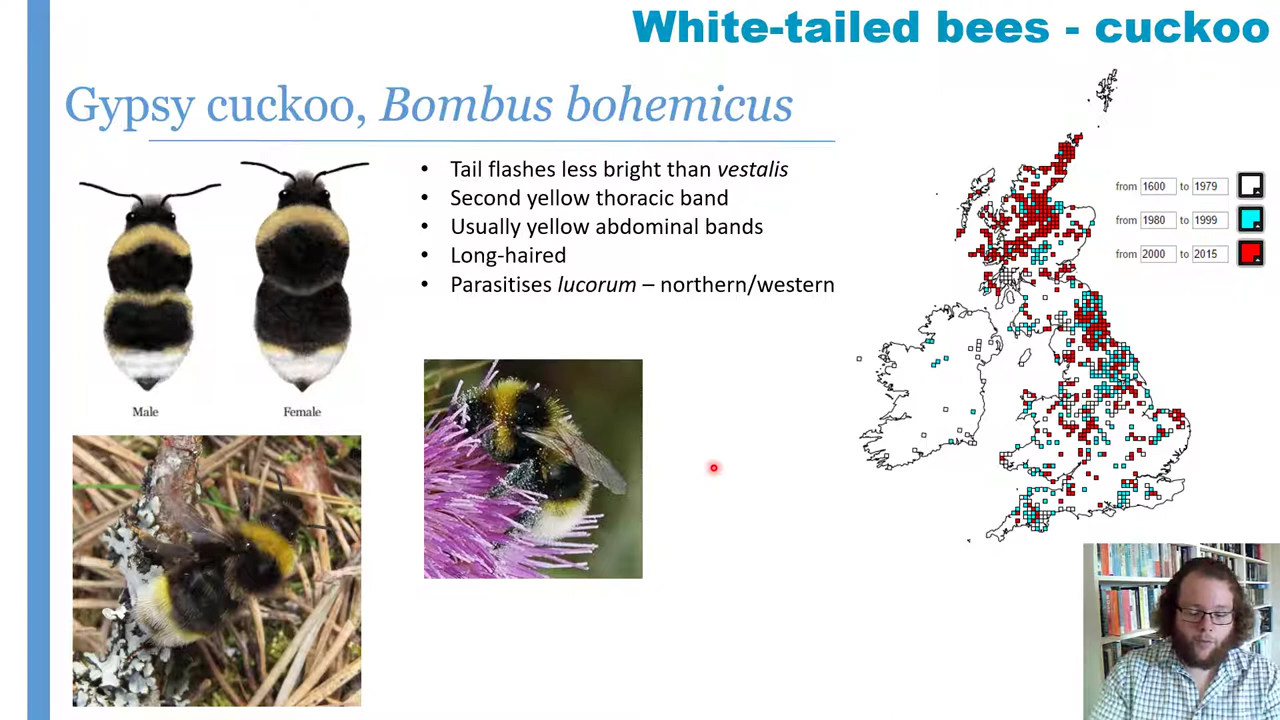 White-tailed bees - cuckoo
Gypsy cuckoo, Bombus bohemicus
• Tail flashes less bright than vestalis
• Second yellow thoracic band
• Usually yellow abdominal bands
• Long-haired
• Parasitises lucorum – northern/western
from 1600 to 1979
from 1980 to 1999
from 2000 to 2015
Male
Female